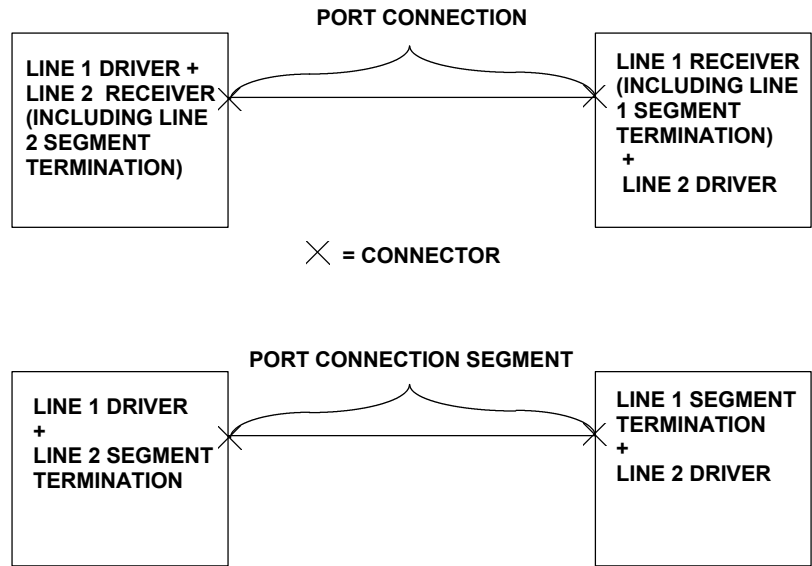 PORT CONNECTION
LINE 1 DRIVER +
LINE 2 RECEIVER
(INCLUDING LINE
2 SEGMENT
TERMINATION)
LINE 1 RECEIVER
(INCLUDING LINE
1 SEGMENT
TERMINATION)
+
LINE 2 DRIVER
= CONNECTOR
PORT CONNECTION SEGMENT
LINE 1 DRIVER
+
LINE 2 SEGMENT
TERMINATION
LINE 1 SEGMENT
TERMINATION
+
LINE 2 DRIVER